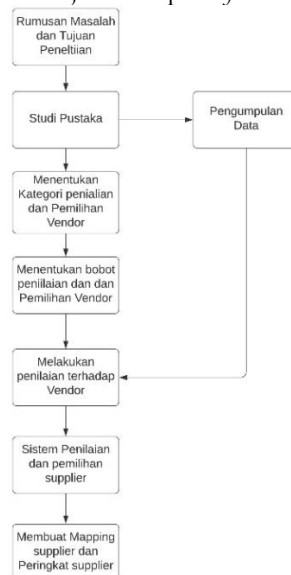 Rumusan Masalah
dan Tujuan
Peneltiian
Studi Pustaka
Pengumpulan
Data
Menentukan
Kategori penialian
dan Pemilihan
Vendor
Menentukan bobot
peniilaian dan dan
Pemilihan Vendor
Melakukan
penilaian terhadap
Vendor
Sistem Penilaian
dan pemilihan
supplier
Membuat Mapping
supplier dan
Peringkat supplier